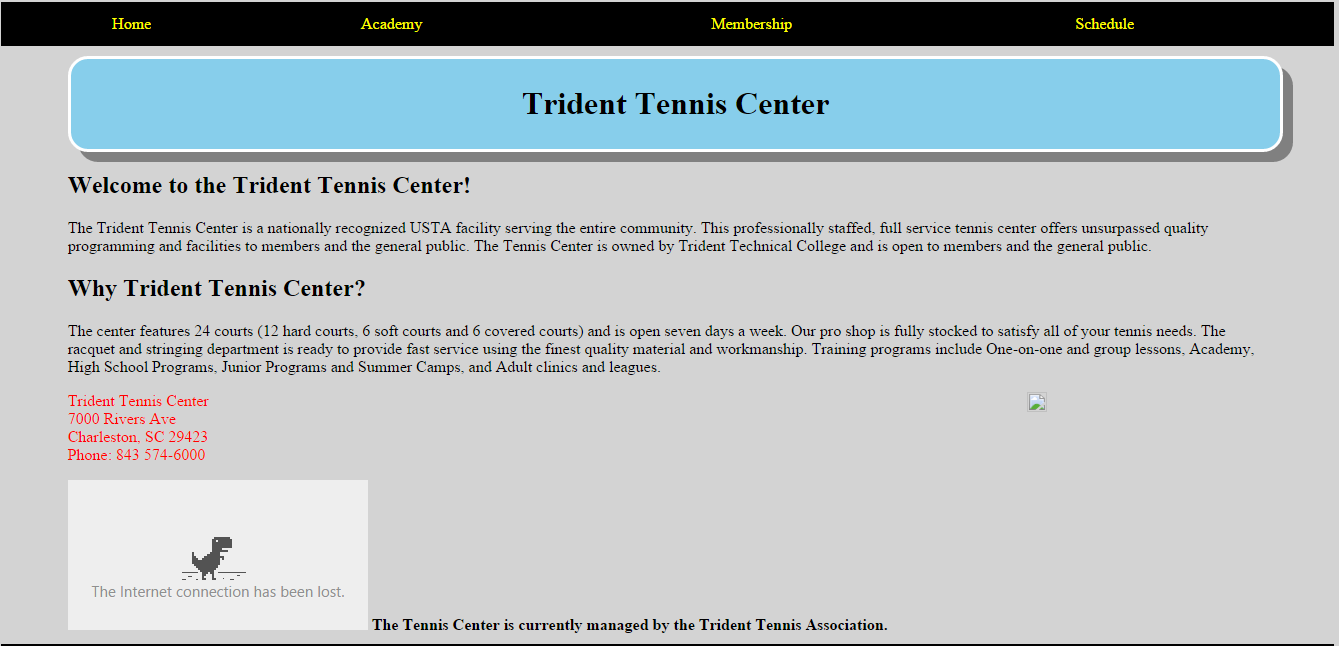 Home Academy Membership Schedule
Trident Tennis Center
Welcome to the Trident Tennis Center!
The Trident Tennis Center is a nationally recognized USTA facility serving the entire community. This professionally staffed, full service tennis center offers unsurpassed quality
programming and facilities to members and the general public. The Tennis Center is owned by Trident Technical College and is open to members and the general public.
Why Trident Tennis Center?
The center features 24 courts (12 hard courts, 6 soft courts and 6 covered courts) and is open seven days a week. Our pro shop is fully stocked to satisfy all of your tennis needs. The
racquet and stringing department is ready to provide fast service using the finest quality material and workmanship. Training programs include One-on-one and group lessons, Academy,
High School Programs, Junior Programs and Summer Camps, and Adult clinics and leagues.
Trident Tennis Center
7000 Rivers Ave
Charleston, SC 29423
Phone: 843 574-6000
The Internet connection has been lost.
The Tennis Center is currently managed by the Trident Tennis Association.